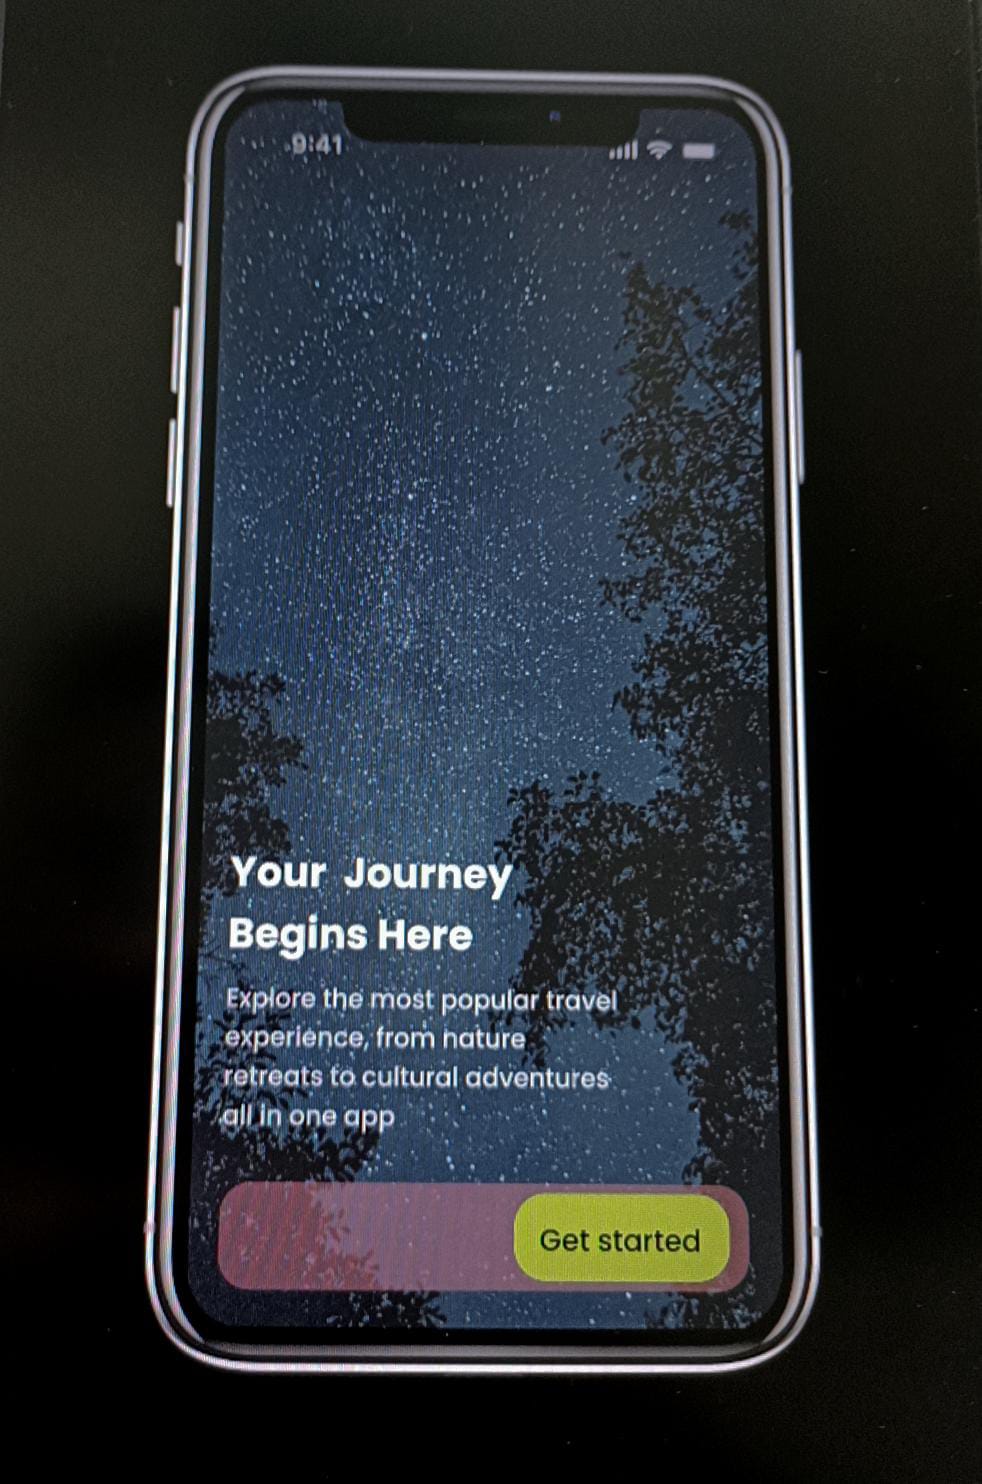 9:41
Your Journey
Begins Here
Explore the most popular travel
experience, from nature
retreats to cultural adventures
all in one app
Get started